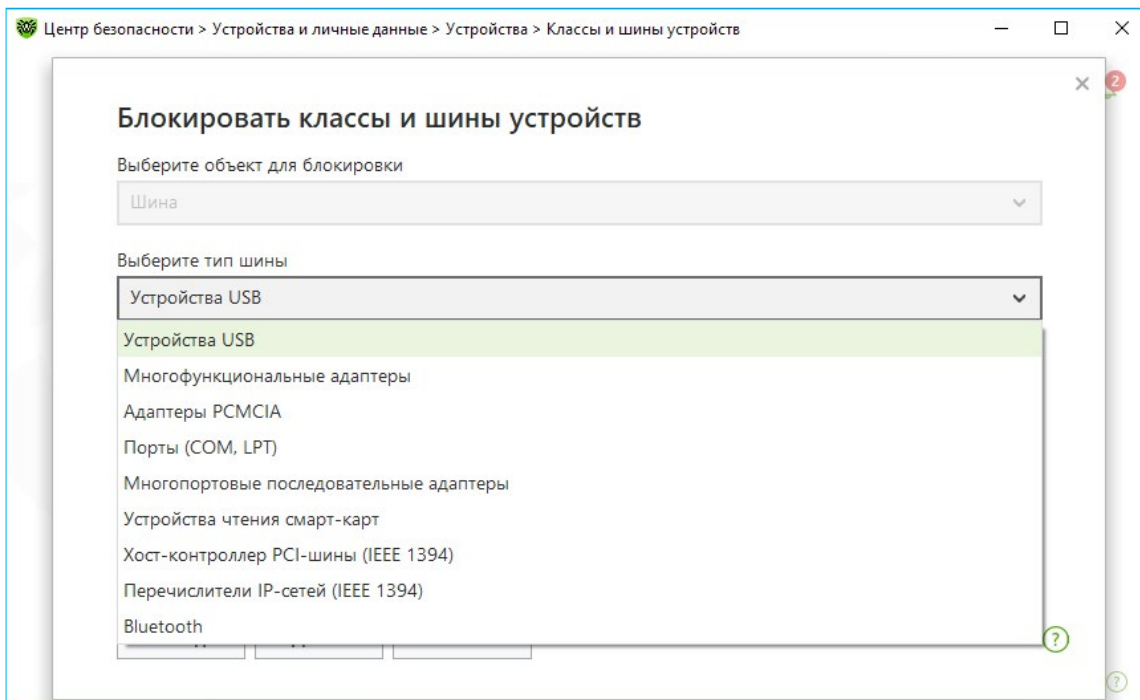 Центр безопасности > Устройства и личные данные > Устройства > Классы и шины устройств
2
Блокировать классы и шины устройств
Выберите объект для блокировки
Шина
Выберите тип шины
Устройства USB
Устройства USB
Многофункциональные адаптеры
Адаптеры PCMCIA
Порты (COM, LPT)
Многопортовые последовательные адаптеры
Устройства чтения смарт-карт
Хост-контроллер PCI-шины (IEEE 1394)
Перечислители IP-сетей (IEEE 1394)
Bluetooth
?
?